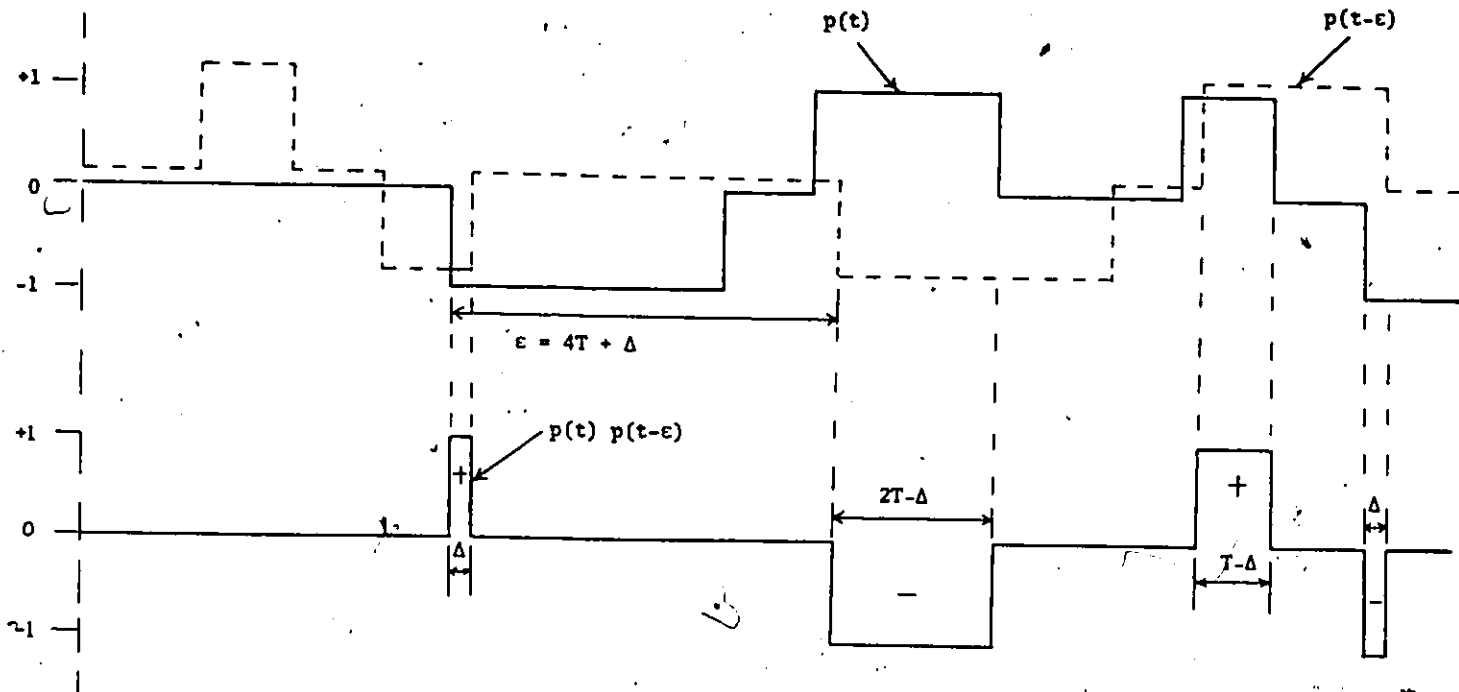 p(t)
p(t-ε)
+1
0
-1
ε = 4T + Δ
+1
p(t) p(t-ε)
+
2T-Δ
+
Δ
0
Δ
T-Δ
-
-
-1